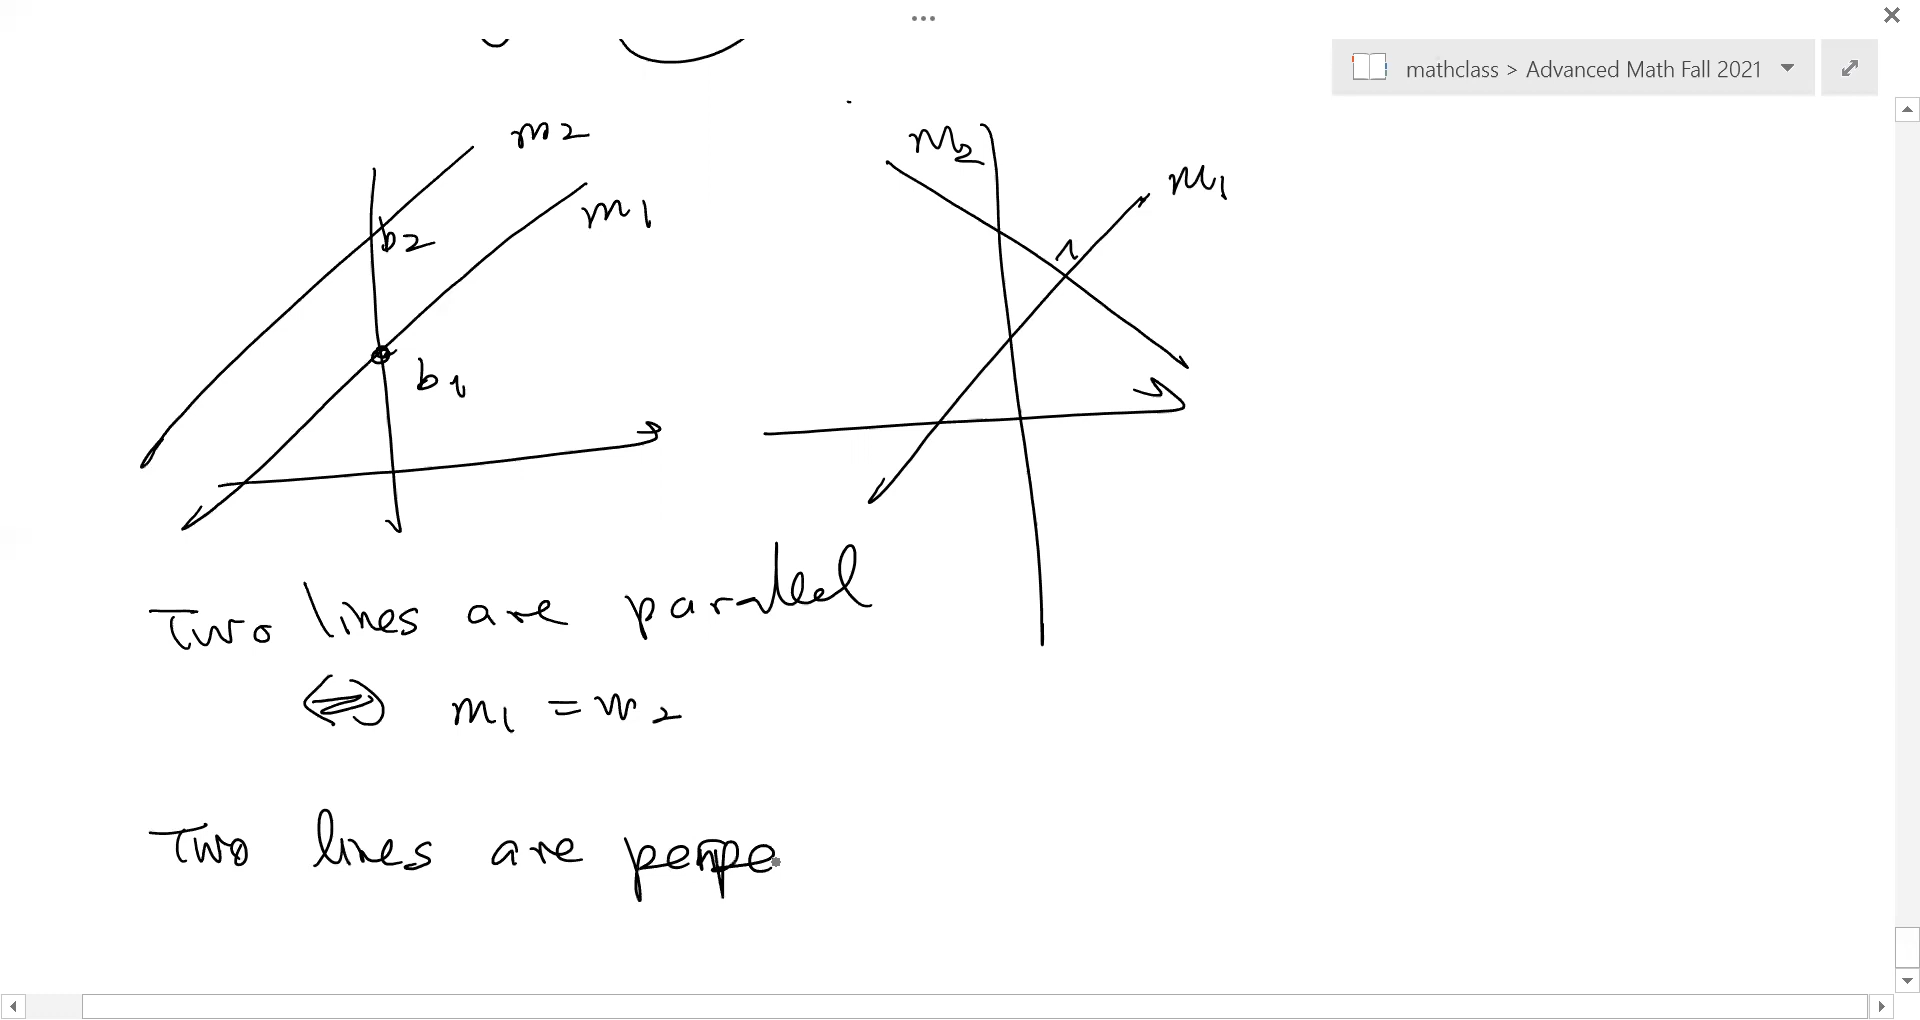 mathclass > Advanced Math Fall 2021
m2
m1
b2
b1
m2
m1
Two lines are parallel
⇔ m1 = m2
Two lines are perpe